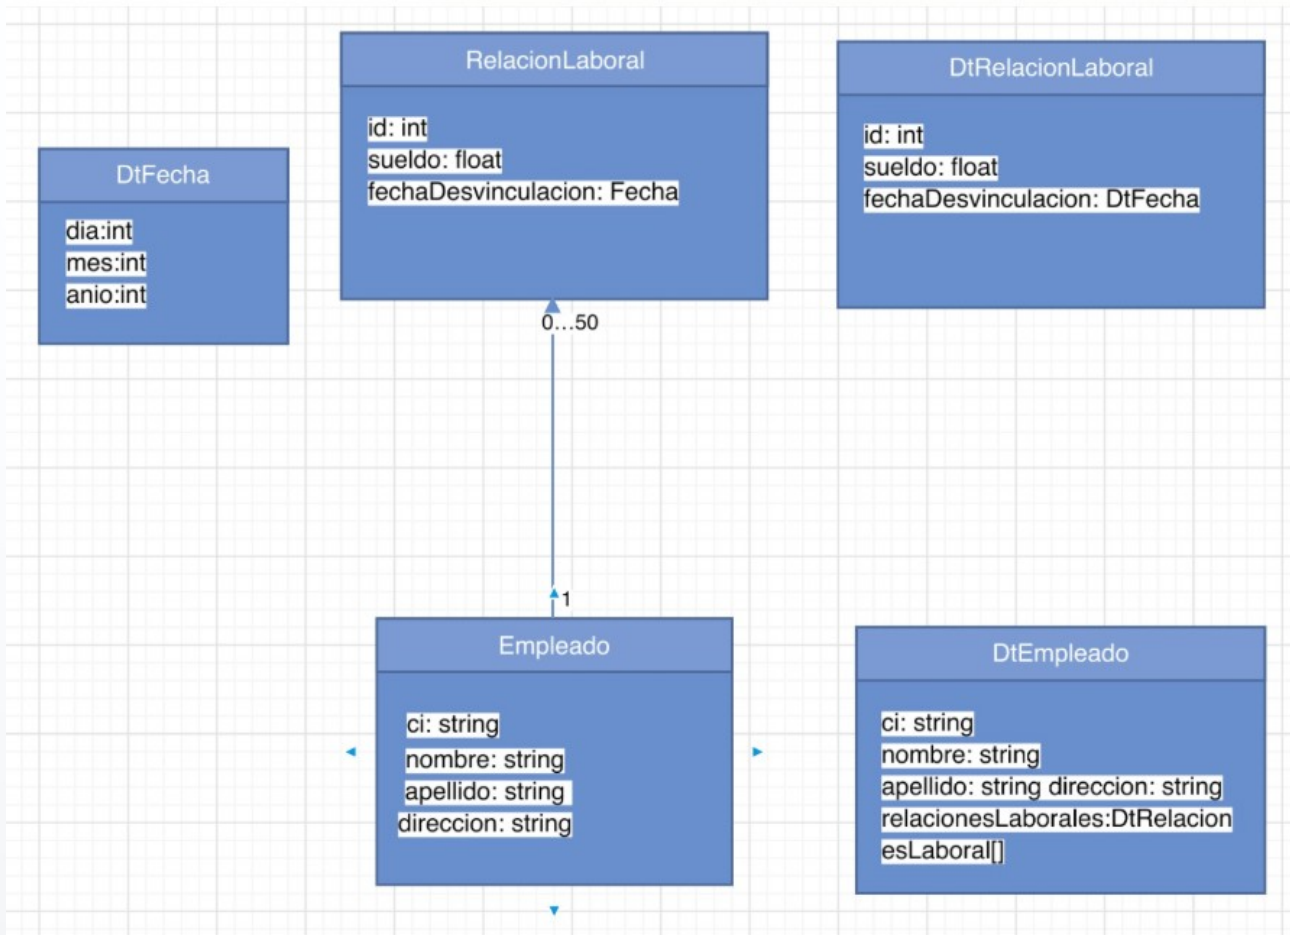 DtFecha
dia:int
mes:int
anio:int
RelacionLaboral
id: int
sueldo: float
fechaDesvinculacion: Fecha
DtRelacionLaboral
id: int
sueldo: float
fechaDesvinculacion: DtFecha
0...50
1
Empleado
ci: string
nombre: string
apellido: string
direccion: string
DtEmpleado
ci: string
nombre: string
apellido: string direccion: string
relacionesLaborales:DtRelacion
esLaboral[]